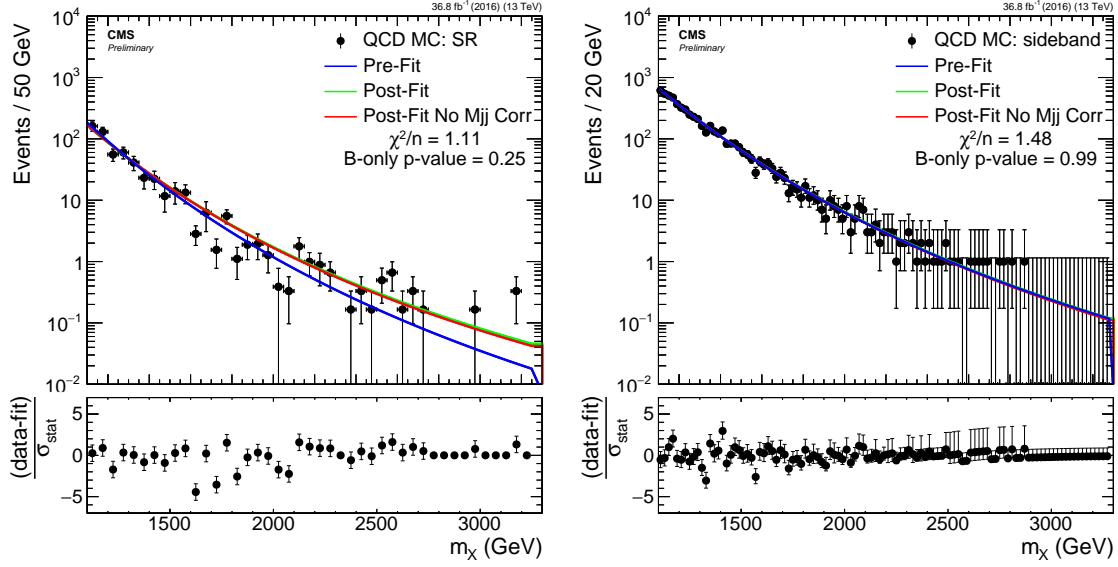 36.8 fb⁻¹ (2016) (13 TeV)
CMS
Preliminary
QCD MC: SR
Pre-Fit
Post-Fit
Post-Fit No Mjj Corr
χ²/n = 1.11
B-only p-value = 0.25
Events / 50 GeV
10⁴
10³
10²
10
1
10⁻¹
10⁻²
(data-fit)
σstat
5
0
−5
1500 2000 2500 3000
mX (GeV)
36.8 fb⁻¹ (2016) (13 TeV)
CMS
Preliminary
QCD MC: sideband
Pre-Fit
Post-Fit
Post-Fit No Mjj Corr
χ²/n = 1.48
B-only p-value = 0.99
Events / 20 GeV
10⁴
10³
10²
10
1
10⁻¹
10⁻²
(data-fit)
σstat
5
0
−5
1500 2000 2500 3000
mX (GeV)